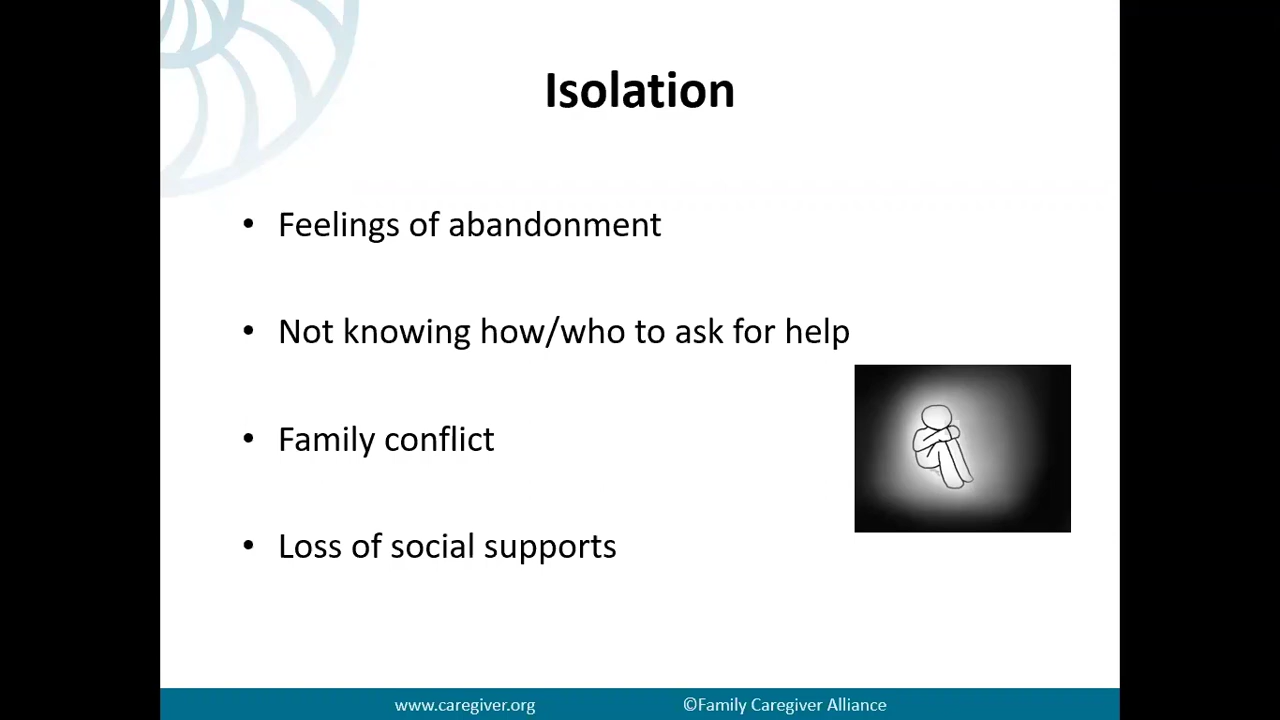 Isolation
• Feelings of abandonment
• Not knowing how/who to ask for help
• Family conflict
• Loss of social supports
www.caregiver.org ©Family Caregiver Alliance